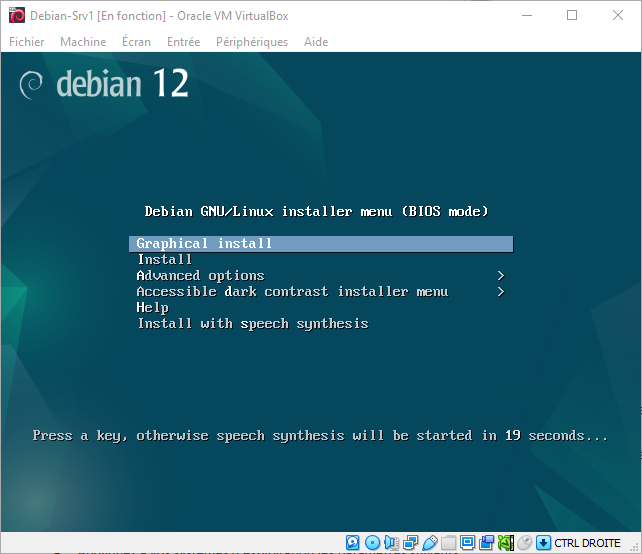 Debian-Srv1 [En fonction] - Oracle VM VirtualBox
Fichier Machine Écran Entrée Périphériques Aide
debian 12
Debian GNU/Linux installer menu (BIOS mode)
Graphical install
Install
Advanced options >
Accessible dark contrast installer menu >
Help
Install with speech synthesis
Press a key, otherwise speech synthesis will be started in 19 seconds...
CTRL DROITE